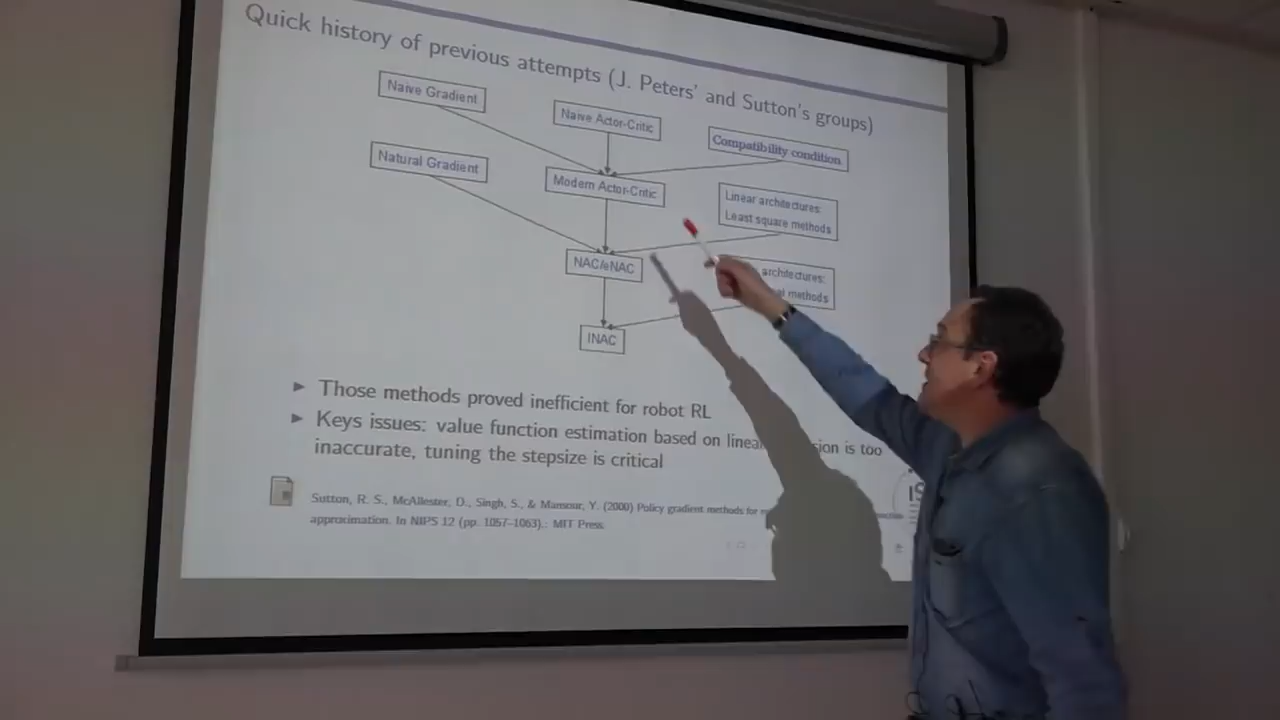 Quick history of previous attempts (J. Peters' and Sutton's groups)
Naive Gradient
Naive Actor-Critic
Compatibility condition
Natural Gradient
Modern Actor-Critic
Linear architectures:
Least square methods
NAC/eNAC
architectures:
methods
INAC
Those methods proved inefficient for robot RL
Keys issues: value function estimation based on linear is too
inaccurate, tuning the stepsize is critical
Sutton, R. S., McAllester, D., Singh, S., & Mansour, Y. (2000) Policy gradient methods for
approximation. In NIPS 12 (pp. 1057–1063).: MIT Press.